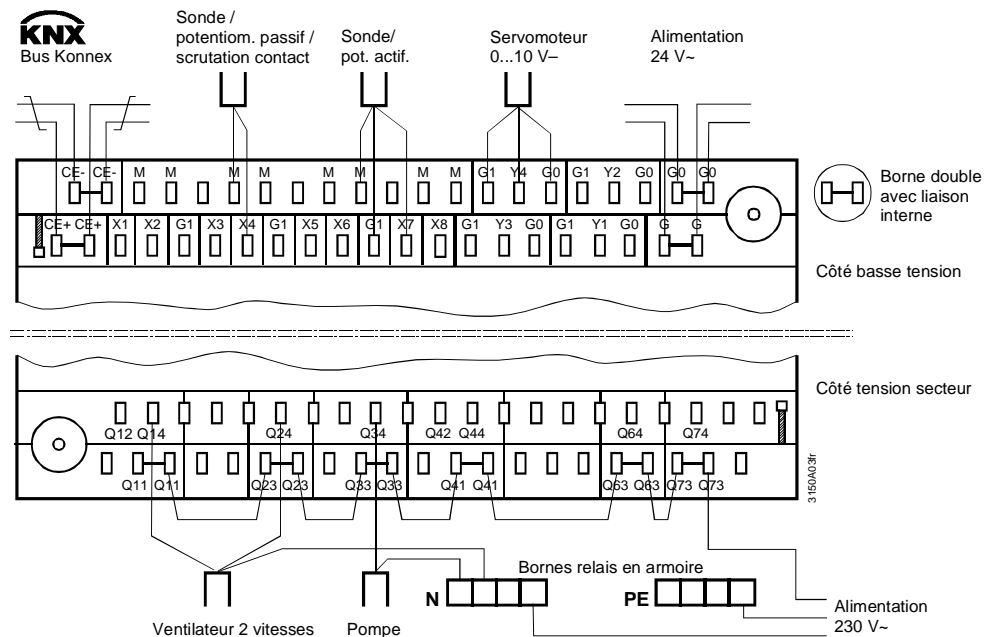 KNX
Bus Konnex
Sonde /
potentiom. passif /
scrutation contact
Sonde/
pot. actif.
Servomoteur
0...10 V–
Alimentation
24 V~
CE- CE- M M M M M M M G1 Y4 G0 G1 Y2 G0 G0 G0
CE+ CE+ X1 X2 G1 X3 X4 G1 X5 X6 G1 X7 X8 G1 Y3 G0 G1 Y1 G0 G G
Borne double
avec liaison
interne
Côté basse tension
Côté tension secteur
Q12 Q14 Q24 Q34 Q42 Q44 Q64 Q74
Q11 Q11 Q23 Q23 Q33 Q33 Q41 Q41 Q63 Q63 Q73 Q73
3150A03fr
Bornes relais en armoire
N
PE
Ventilateur 2 vitesses
Pompe
Alimentation
230 V~